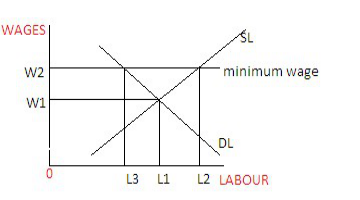 WAGES
SL
W2
minimum wage
W1
DL
0
L3 L1 L2 LABOUR